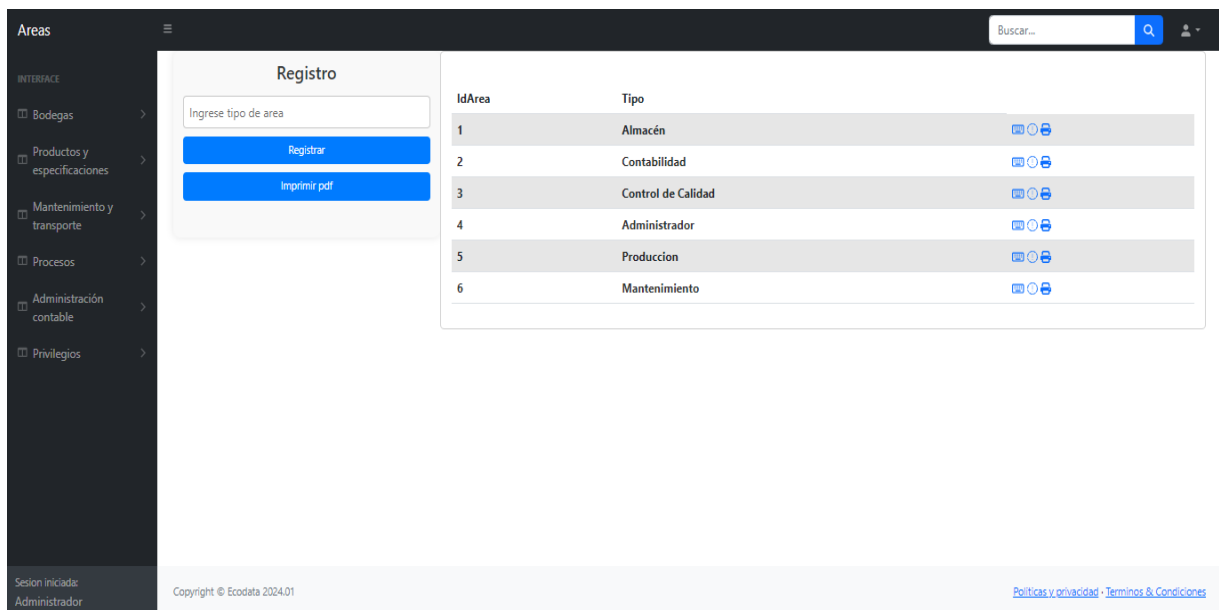 Areas
Buscar...
INTERFACE
Bodegas
Productos y
especificaciones
Mantenimiento y
transporte
Procesos
Administración
contable
Privilegios
Sesion iniciada:
Administrador
Registro
Ingrese tipo de area
Registrar
Imprimir pdf
IdArea Tipo
1 Almacén
2 Contabilidad
3 Control de Calidad
4 Administrador
5 Produccion
6 Mantenimiento
Copyright © Ecodata 2024.01
Politicas y privacidad · Terminos & Condiciones